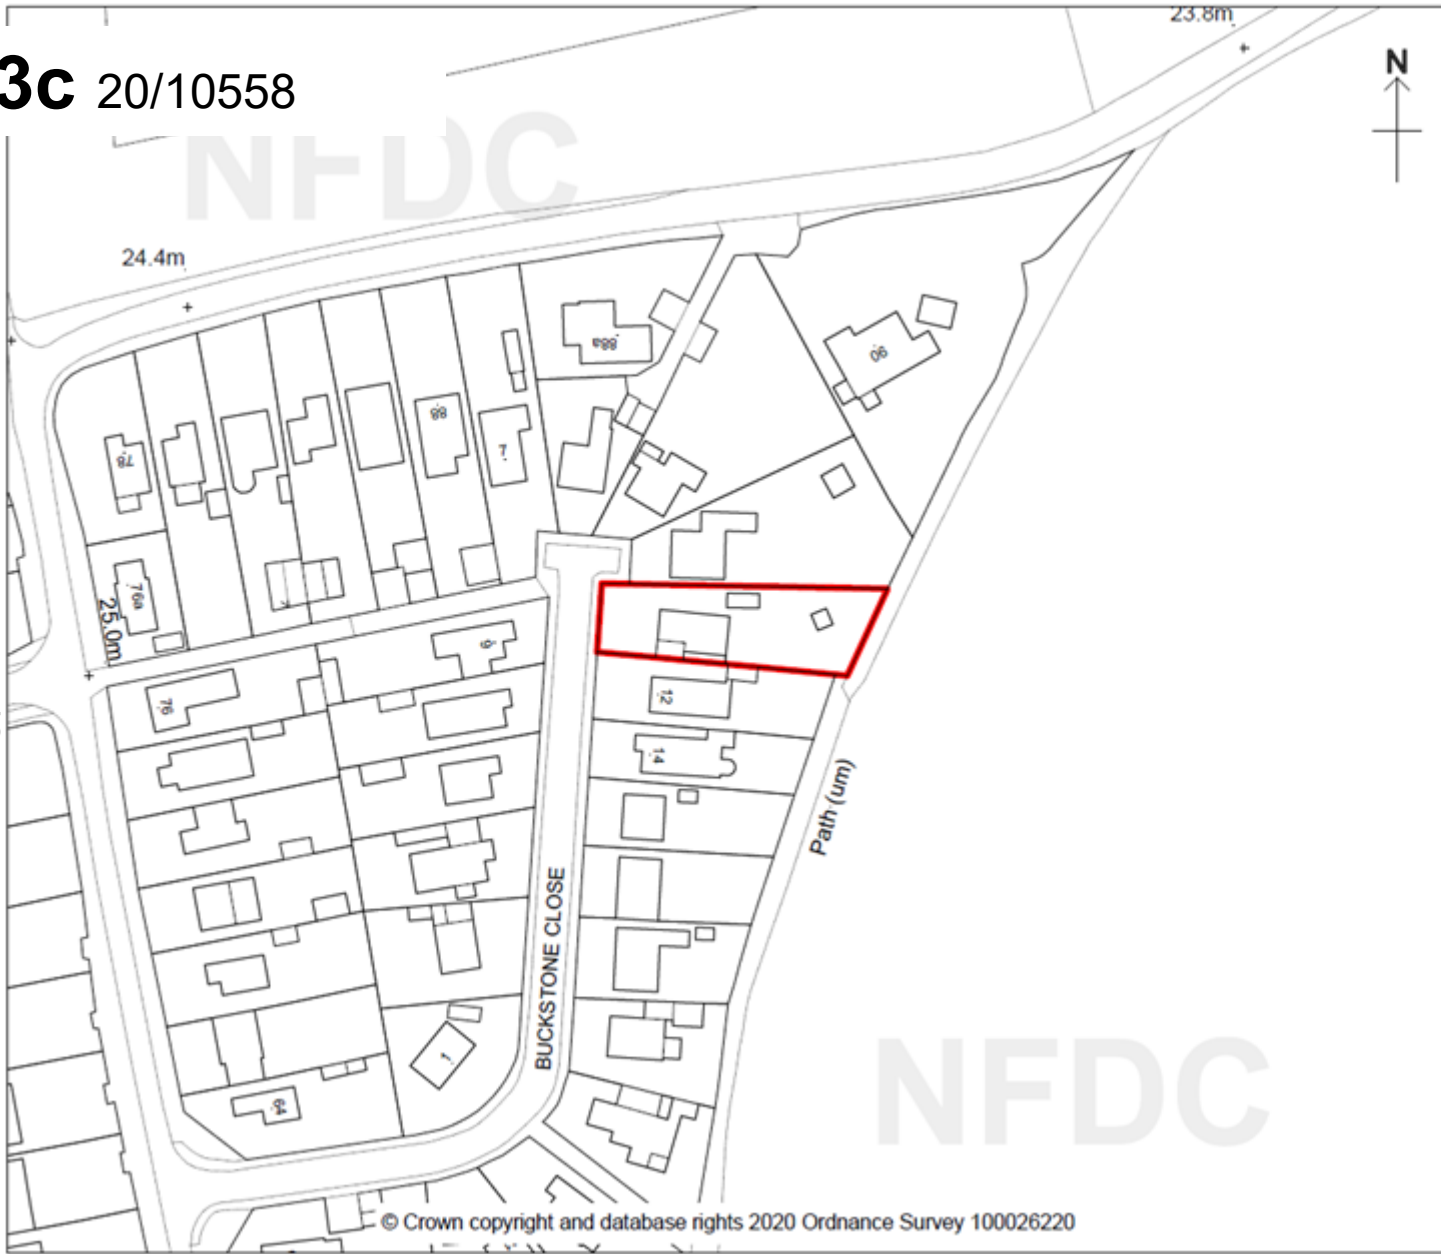 23.8m
3c 20/10558
N
NFDC
24.4m
88a
90
88
7
78
76a
25.0m
9
76
12
14
Path (um)
BUCKSTONE CLOSE
1
64
NFDC
© Crown copyright and database rights 2020 Ordnance Survey 100026220